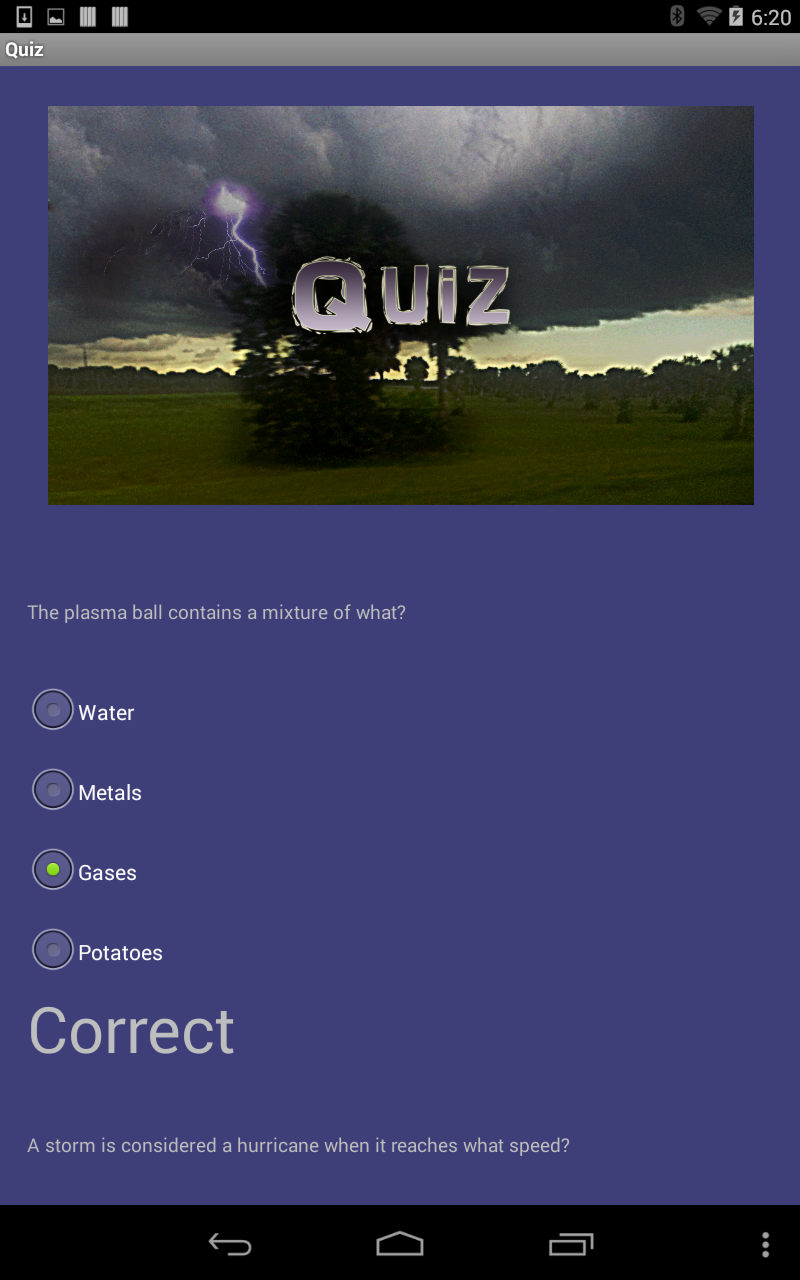 6:20
Quiz
Quiz
The plasma ball contains a mixture of what?
Water
Metals
Gases
Potatoes
Correct
A storm is considered a hurricane when it reaches what speed?